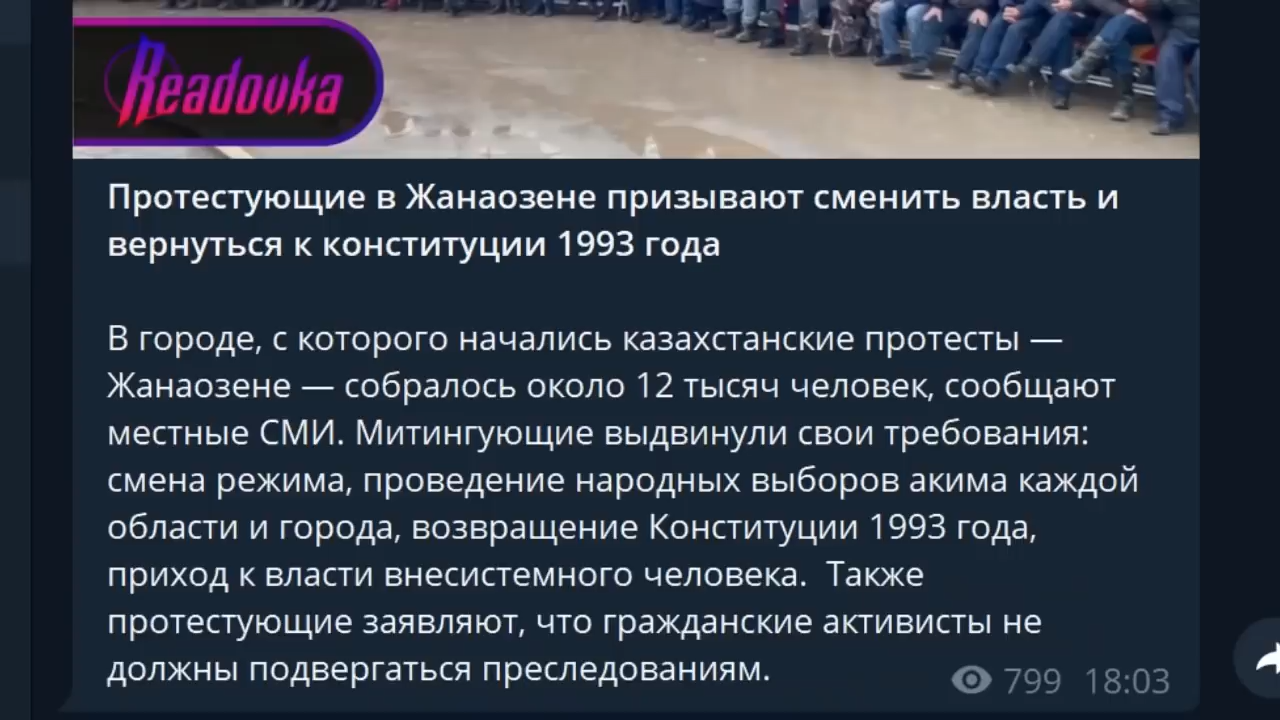 Readovka
Протестующие в Жанаозене призывают сменить власть и
вернуться к конституции 1993 года
В городе, с которого начались казахстанские протесты —
Жанаозене — собралось около 12 тысяч человек, сообщают
местные СМИ. Митингующие выдвинули свои требования:
смена режима, проведение народных выборов акима каждой
области и города, возвращение Конституции 1993 года,
приход к власти внесистемного человека.  Также
протестующие заявляют, что гражданские активисты не
должны подвергаться преследованиям.
799 18:03